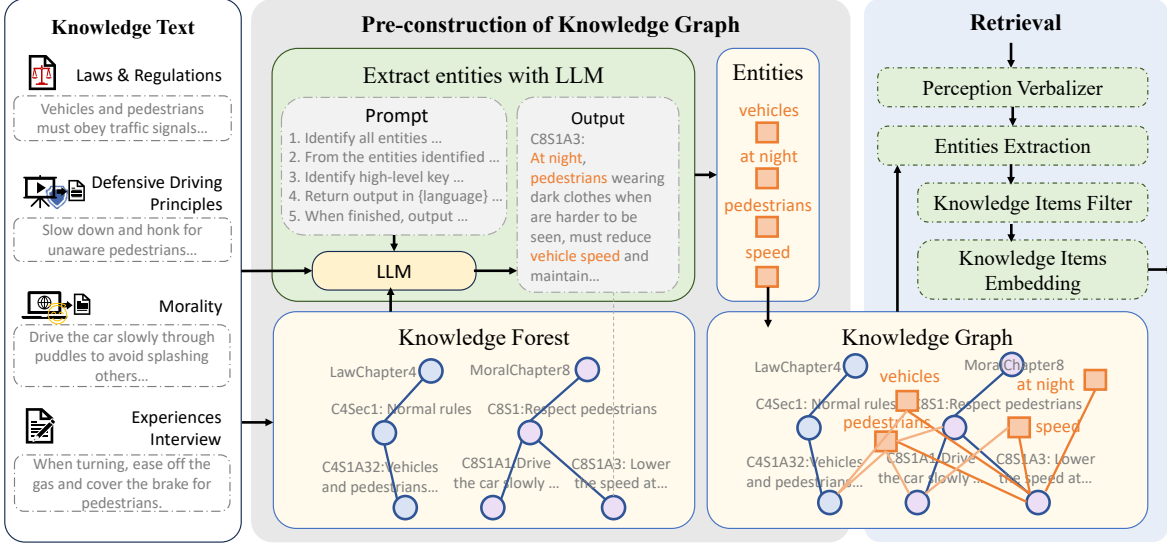 Knowledge Text
Laws & Regulations
Vehicles and pedestrians
must obey traffic signals…
Defensive Driving
Principles
Slow down and honk for
unaware pedestrians…
Morality
Drive the car slowly through
puddles to avoid splashing
others…
Experiences
Interview
When turning, ease off the
gas and cover the brake for
pedestrians.
Pre-construction of Knowledge Graph
Extract entities with LLM
Prompt
1. Identify all entities …
2. From the entities identified …
3. Identify high-level key …
4. Return output in {language} …
5. When finished, output …
LLM
Output
C8S1A3:
At night,
pedestrians wearing
dark clothes when
are harder to be
seen, must reduce
vehicle speed and
maintain…
Entities
vehicles
at night
pedestrians
speed
Knowledge Forest
LawChapter4
MoralChapter8
C4Sec1: Normal rules
C8S1:Respect pedestrians
C4S1A32:Vehicles
and pedestrians…
C8S1A1:Drive
the car slowly …
C8S1A3: Lower
the speed at…
Retrieval
Perception Verbalizer
Entities Extraction
Knowledge Items Filter
Knowledge Items
Embedding
Knowledge Graph
LawChapter4
MoralChapter8
vehicles
at night
C4Sec1: Normal rules
C8S1:Respect pedestrians
pedestrians
speed
C4S1A32:Vehicles
and pedestrians…
C8S1A1:Drive
the car slowly …
C8S1A3: Lower
the speed at…